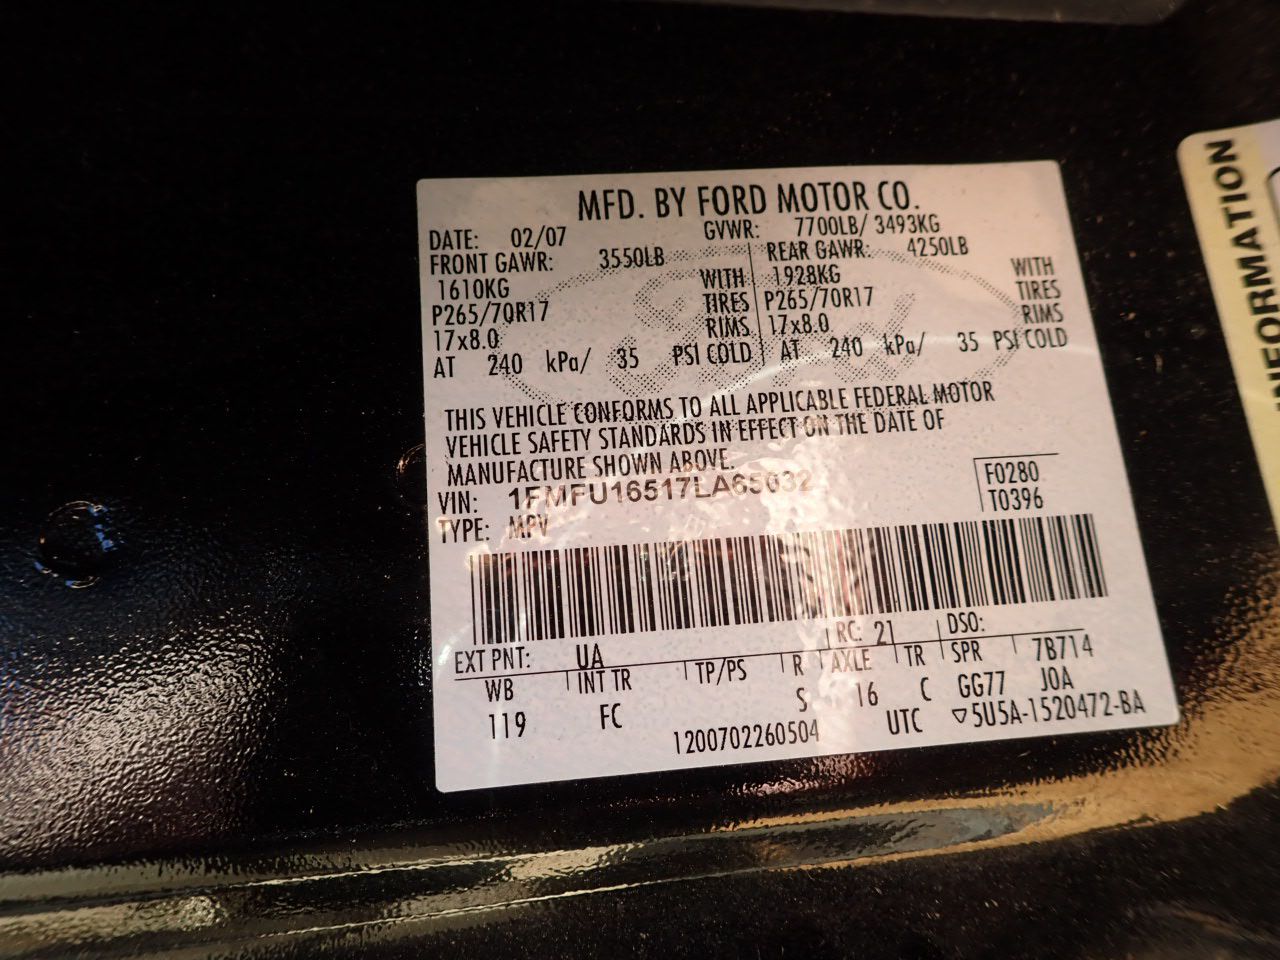 MFD. BY FORD MOTOR CO.
DATE: 02/07 GVWR: 7700LB/ 3493KG
FRONT GAWR: 3550LB REAR GAWR: 4250LB
1610KG WITH 1928KG WITH
P265/70R17 TIRES P265/70R17 TIRES
17x8.0 RIMS 17x8.0 RIMS
AT 240 kPa/ 35 PSI COLD AT 240 kPa/ 35 PSI COLD
THIS VEHICLE CONFORMS TO ALL APPLICABLE FEDERAL MOTOR
VEHICLE SAFETY STANDARDS IN EFFECT ON THE DATE OF
MANUFACTURE SHOWN ABOVE.
VIN: 1FMFU16517LA65032
F0280
TYPE: MPV T0396
RC: 21 DSO:
EXT PNT: UA
WB INT TR TP/PS R AXLE TR SPR 7B714
119 FC S 16 C GG77 JOA
1200702260504 UTC ▽5U5A-1520472-BA
INFORMATION